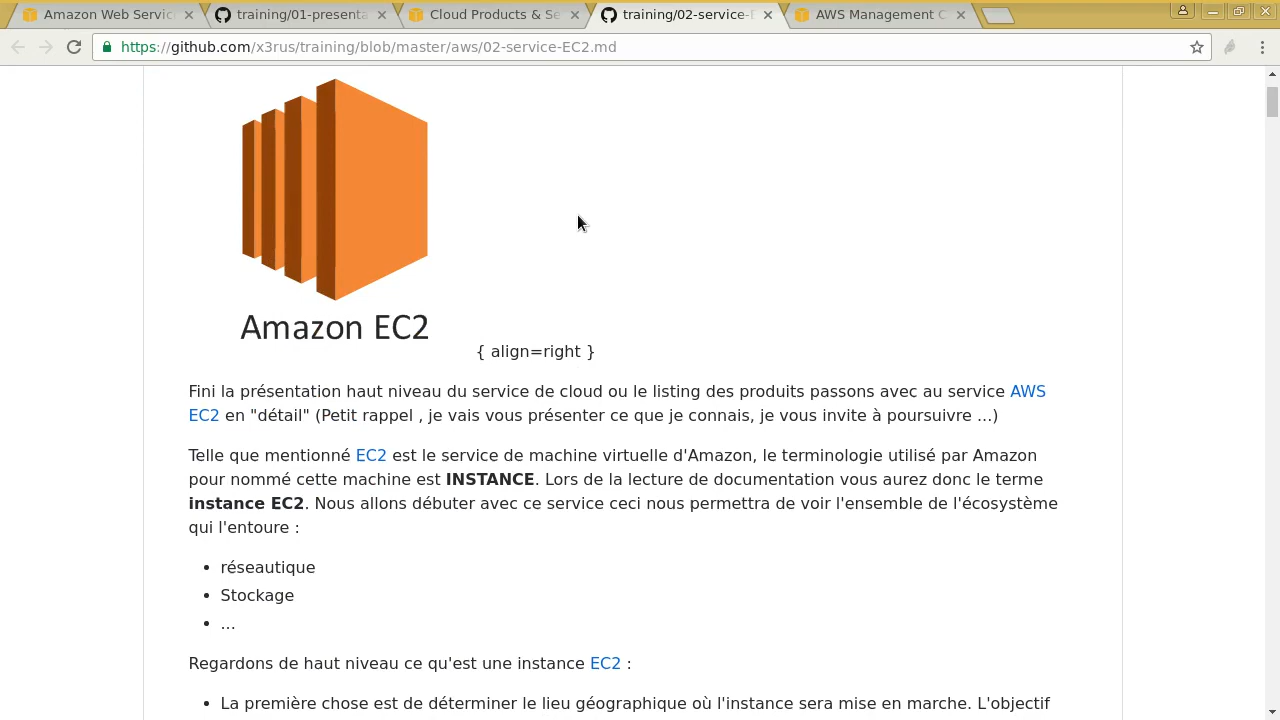 Amazon Web Servic
training/01-presenta
Cloud Products & Se
training/02-service-E
AWS Management C
https://github.com/x3rus/training/blob/master/aws/02-service-EC2.md
Amazon EC2
{ align=right }
Fini la présentation haut niveau du service de cloud ou le listing des produits passons avec au service AWS
EC2 en "détail" (Petit rappel , je vais vous présenter ce que je connais, je vous invite à poursuivre ...)
Telle que mentionné EC2 est le service de machine virtuelle d'Amazon, le terminologie utilisé par Amazon
pour nommé cette machine est INSTANCE. Lors de la lecture de documentation vous aurez donc le terme
instance EC2. Nous allons débuter avec ce service ceci nous permettra de voir l'ensemble de l'écosystème
qui l'entoure :
• réseautique
• Stockage
• ...
Regardons de haut niveau ce qu'est une instance EC2 :
• La première chose est de déterminer le lieu géographique où l'instance sera mise en marche. L'objectif